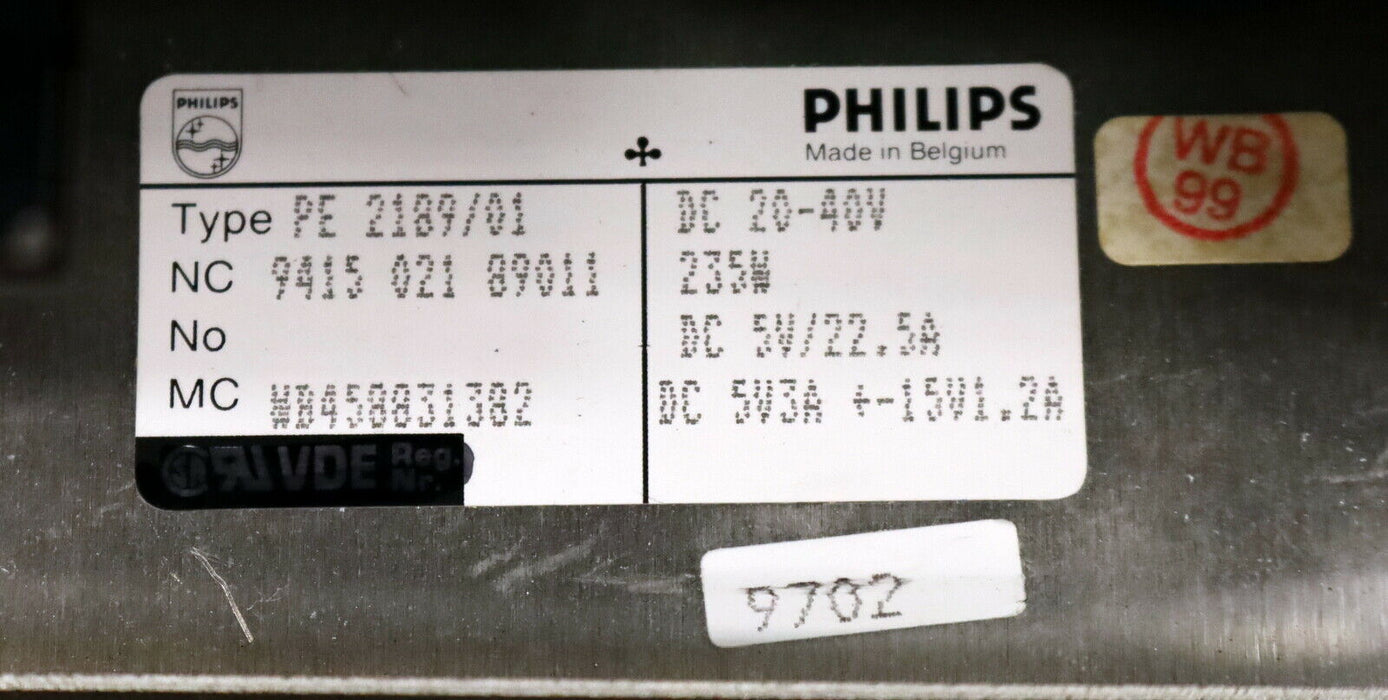 PHILIPS
PHILIPS
Made in Belgium
Type PE 2189/01
NC 9415 021 89011
No
MC WB458831382
VDE Reg.
Nr.
DC 20-40V
235W
DC 5V/22.5A
DC 5V3A +-15V1.2A
WB
99
9702